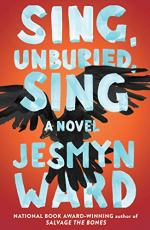 SING,
UNBURIED,
SING
A NOVEL
JESMYN
WARD
NATIONAL BOOK AWARD-WINNING author of
SALVAGE THE BONES